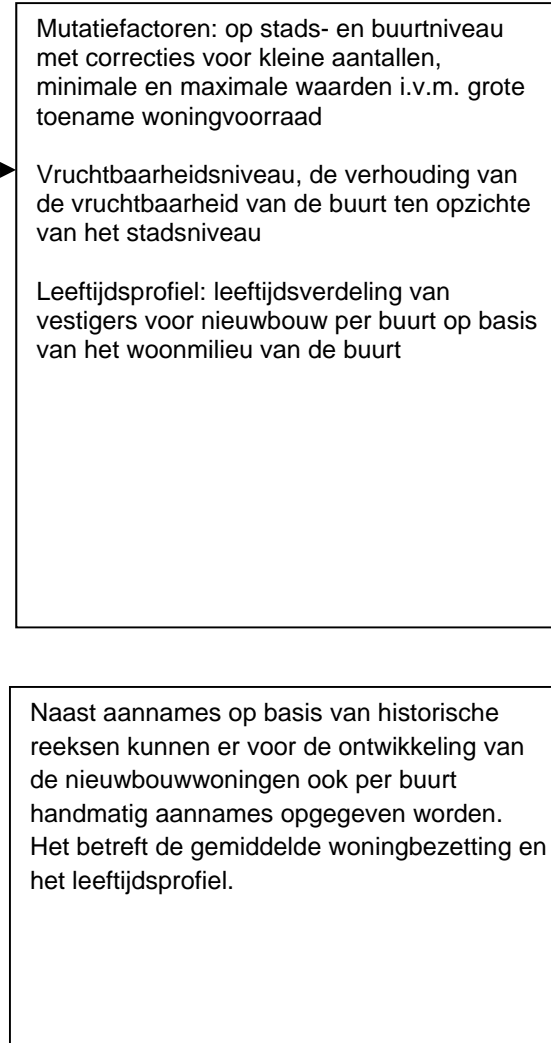 Mutatiefactoren: op stads- en buurtniveau
met correcties voor kleine aantallen,
minimale en maximale waarden i.v.m. grote
toename woningvoorraad
Vruchtbaarheidsniveau, de verhouding van
de vruchtbaarheid van de buurt ten opzichte
van het stadsniveau
Leeftijdsprofiel: leeftijdsverdeling van
vestigers voor nieuwbouw per buurt op basis
van het woonmilieu van de buurt
Naast aannames op basis van historische
reeksen kunnen er voor de ontwikkeling van
de nieuwbouwwoningen ook per buurt
handmatig aannames opgegeven worden.
Het betreft de gemiddelde woningbezetting en
het leeftijdsprofiel.